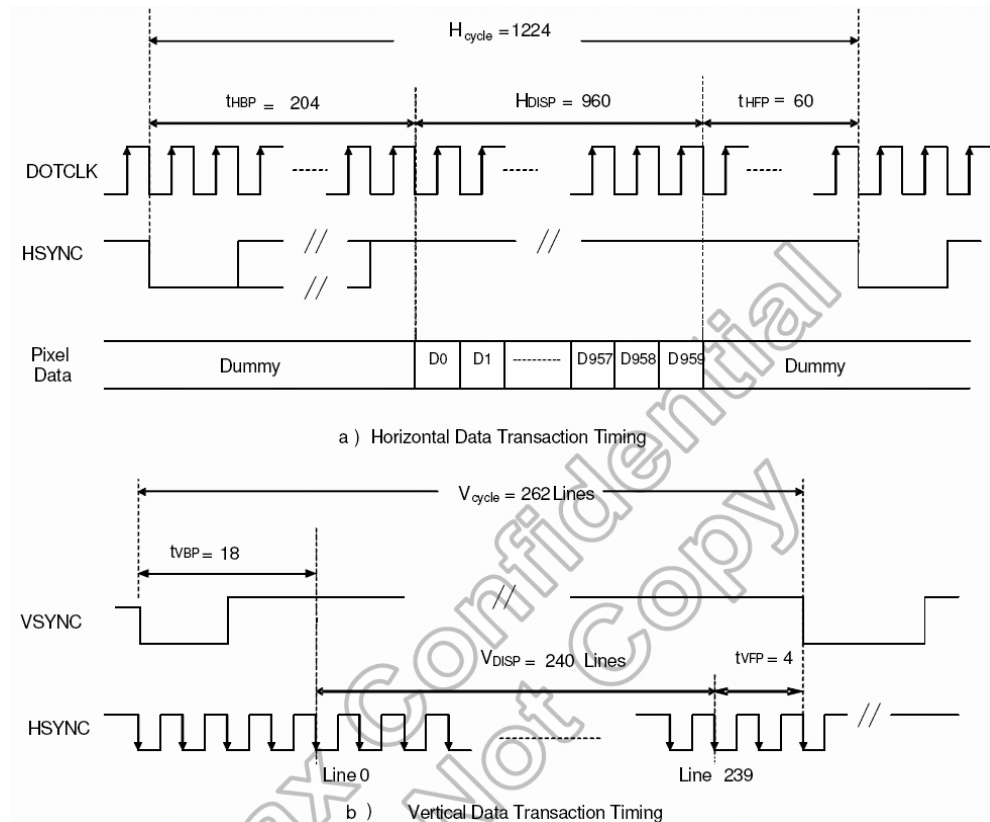 Hcycle = 1224
tHBP = 204
HDISP = 960
tHFP = 60
DOTCLK
HSYNC
Pixel
Data
Dummy
D0
D1
D957
D958
D959
Dummy
a ) Horizontal Data Transaction Timing
Vcycle = 262 Lines
tVBP = 18
VSYNC
VDISP = 240 Lines
tVFP = 4
HSYNC
Line 0
Line 239
b ) Vertical Data Transaction Timing
ax Confidential
Not Copy